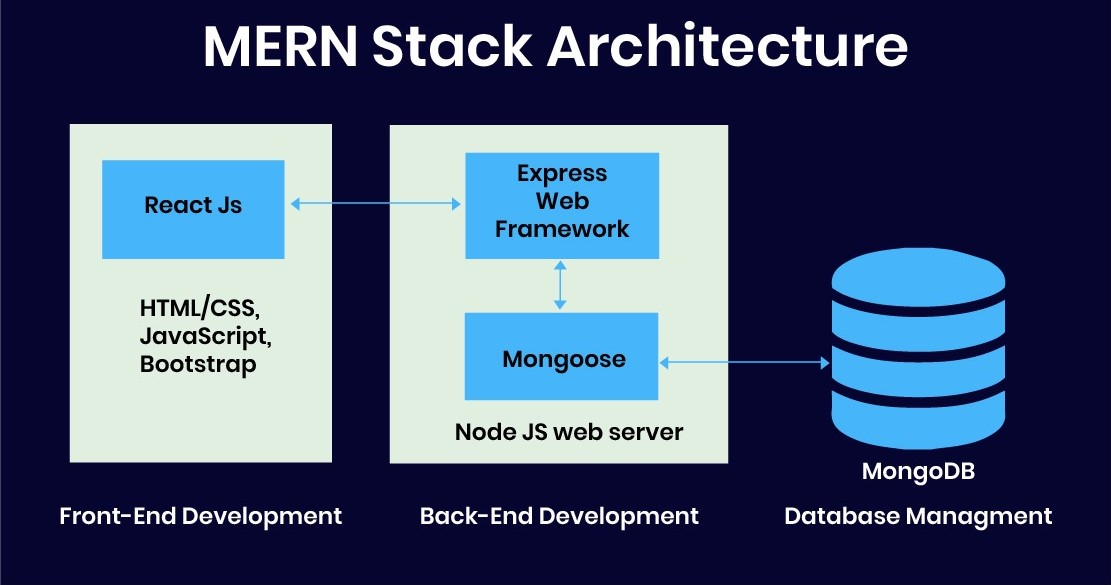 MERN Stack Architecture
React Js
HTML/CSS,
JavaScript,
Bootstrap
Front-End Development
Express
Web
Framework
Mongoose
Node JS web server
Back-End Development
MongoDB
Database Managment